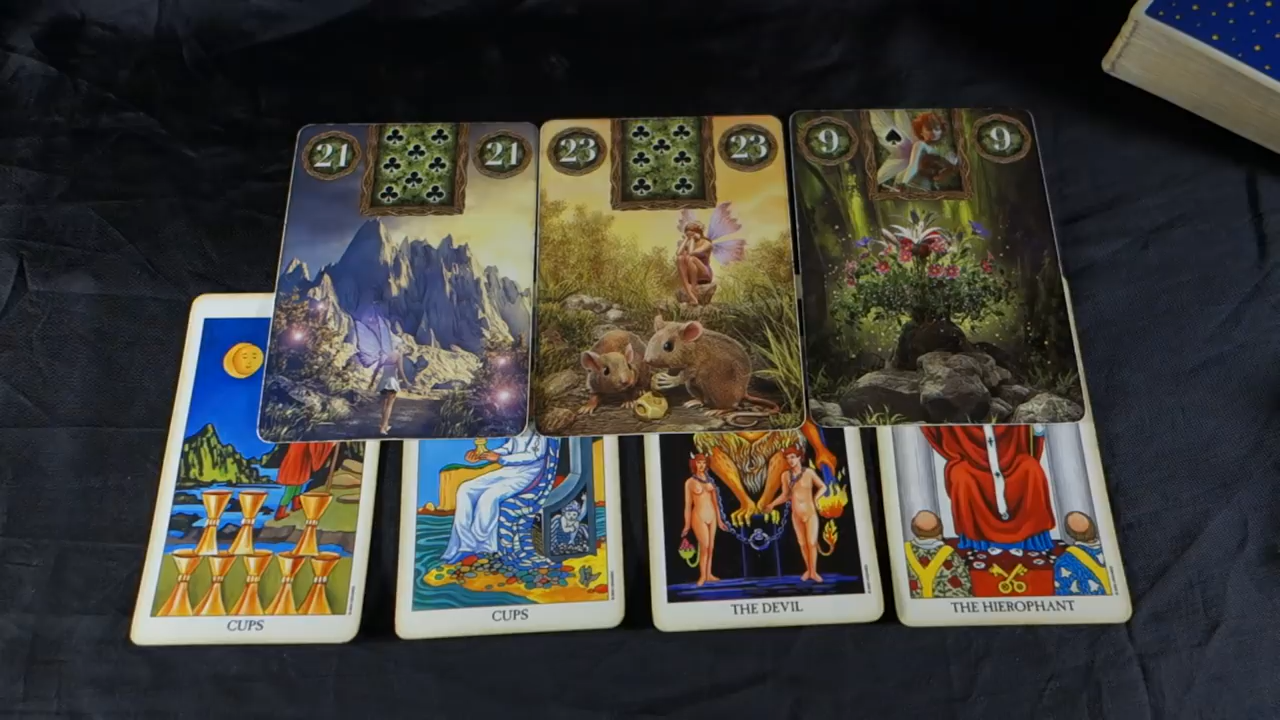 21 21
23 23
9 9
CUPS
CUPS
THE DEVIL
THE HIEROPHANT